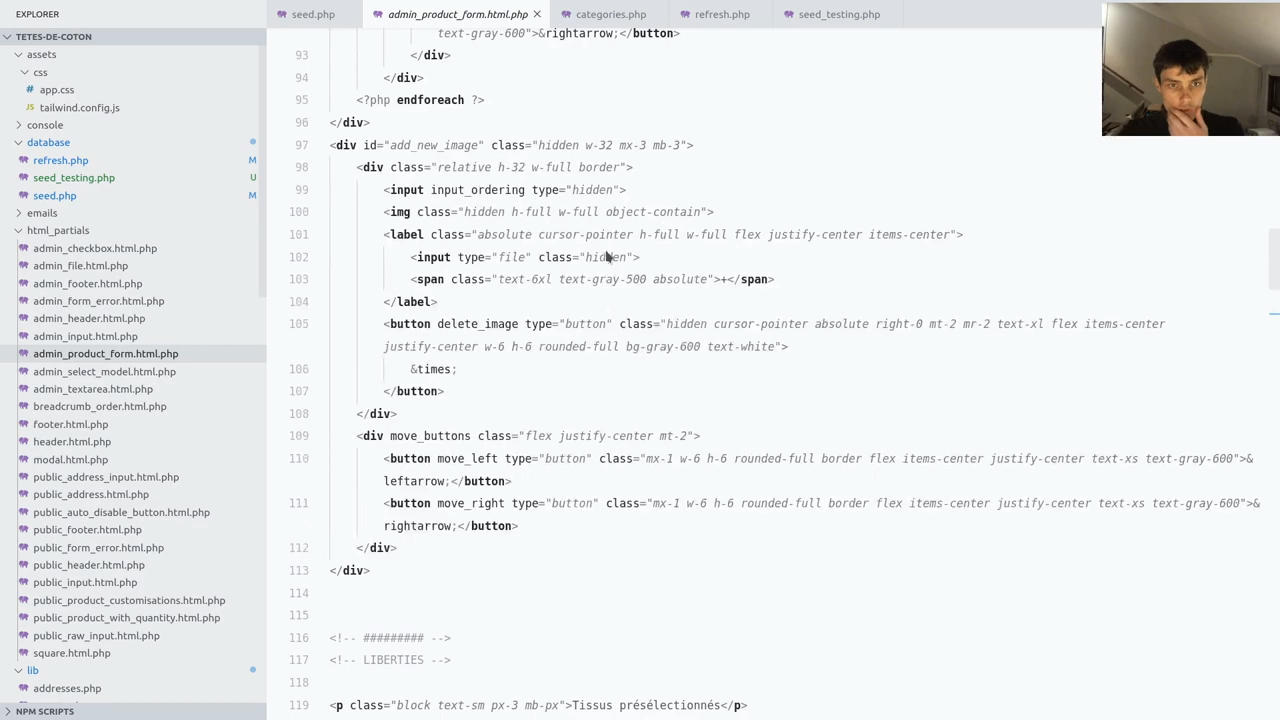 EXPLORER
seed.php
admin_product_form.html.php
categories.php
refresh.php
seed_testing.php
TETES-DE-COTON
assets
css
app.css
tailwind.config.js
console
database
refresh.php M
seed_testing.php U
seed.php M
emails
html_partials
admin_checkbox.html.php
admin_file.html.php
admin_footer.html.php
admin_form_error.html.php
admin_header.html.php
admin_input.html.php
admin_product_form.html.php
admin_select_model.html.php
admin_textarea.html.php
breadcrumb_order.html.php
footer.html.php
header.html.php
modal.html.php
public_address_input.html.php
public_address.html.php
public_auto_disable_button.html.php
public_footer.html.php
public_form_error.html.php
public_header.html.php
public_input.html.php
public_product_customisations.html.php
public_product_with_quantity.html.php
public_raw_input.html.php
square.html.php
lib
addresses.php
NPM SCRIPTS
text-gray-600">&rightarrow;</button>
93 </div>
94 </div>
95 <?php endforeach ?>
96 </div>
97 <div id="add_new_image" class="hidden w-32 mx-3 mb-3">
98 <div class="relative h-32 w-full border">
99 <input input_ordering type="hidden">
100 <img class="hidden h-full w-full object-contain">
101 <label class="absolute cursor-pointer h-full w-full flex justify-center items-center">
102 <input type="file" class="hidden">
103 <span class="text-6xl text-gray-500 absolute">+</span>
104 </label>
105 <button delete_image type="button" class="hidden cursor-pointer absolute right-0 mt-2 mr-2 text-xl flex items-center
justify-center w-6 h-6 rounded-full bg-gray-600 text-white">
106 &times;
107 </button>
108 </div>
109 <div move_buttons class="flex justify-center mt-2">
110 <button move_left type="button" class="mx-1 w-6 h-6 rounded-full border flex items-center justify-center text-xs text-gray-600">&
leftarrow;</button>
111 <button move_right type="button" class="mx-1 w-6 h-6 rounded-full border flex items-center justify-center text-xs text-gray-600">&
rightarrow;</button>
112 </div>
113 </div>
114
115
116 <!-- ######### -->
117 <!-- LIBERTIES -->
118
119 <p class="block text-sm px-3 mb-px">Tissus présélectionnés</p>